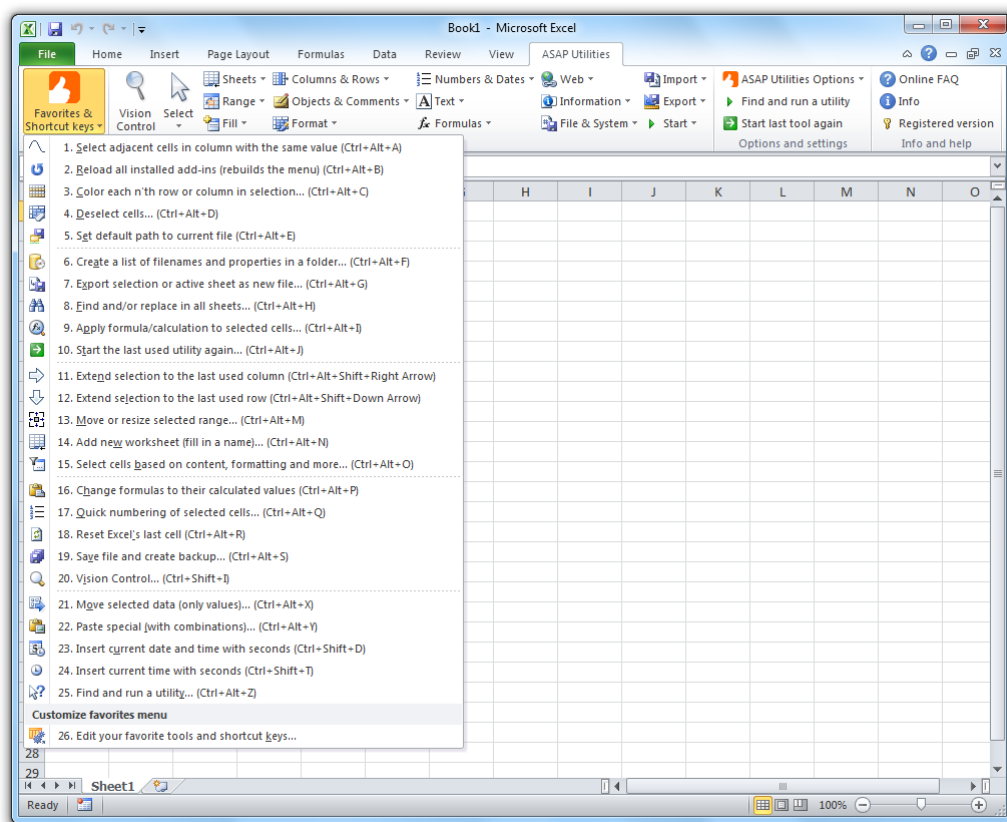 Book1 - Microsoft Excel
File Home Insert Page Layout Formulas Data Review View ASAP Utilities
Favorites & Shortcut keys
Vision Control
Select
Sheets Columns & Rows Numbers & Dates Web Import ASAP Utilities Options Online FAQ
Range Objects & Comments Text Information Export Find and run a utility Info
Fill Format Formulas File & System Start Start last tool again Registered version
Options and settings Info and help
1. Select adjacent cells in column with the same value (Ctrl+Alt+A)
2. Reload all installed add-ins (rebuilds the menu) (Ctrl+Alt+B)
3. Color each n'th row or column in selection... (Ctrl+Alt+C)
4. Deselect cells... (Ctrl+Alt+D)
5. Set default path to current file (Ctrl+Alt+E)
6. Create a list of filenames and properties in a folder... (Ctrl+Alt+F)
7. Export selection or active sheet as new file... (Ctrl+Alt+G)
8. Find and/or replace in all sheets... (Ctrl+Alt+H)
9. Apply formula/calculation to selected cells... (Ctrl+Alt+I)
10. Start the last used utility again... (Ctrl+Alt+J)
11. Extend selection to the last used column (Ctrl+Alt+Shift+Right Arrow)
12. Extend selection to the last used row (Ctrl+Alt+Shift+Down Arrow)
13. Move or resize selected range... (Ctrl+Alt+M)
14. Add new worksheet (fill in a name)... (Ctrl+Alt+N)
15. Select cells based on content, formatting and more... (Ctrl+Alt+O)
16. Change formulas to their calculated values (Ctrl+Alt+P)
17. Quick numbering of selected cells... (Ctrl+Alt+Q)
18. Reset Excel's last cell (Ctrl+Alt+R)
19. Save file and create backup... (Ctrl+Alt+S)
20. Vision Control... (Ctrl+Shift+I)
21. Move selected data (only values)... (Ctrl+Alt+X)
22. Paste special (with combinations)... (Ctrl+Alt+Y)
23. Insert current date and time with seconds (Ctrl+Shift+D)
24. Insert current time with seconds (Ctrl+Shift+T)
25. Find and run a utility... (Ctrl+Alt+Z)
Customize favorites menu
26. Edit your favorite tools and shortcut keys...
H I J K L M N O
28
29
Sheet1
Ready 100%